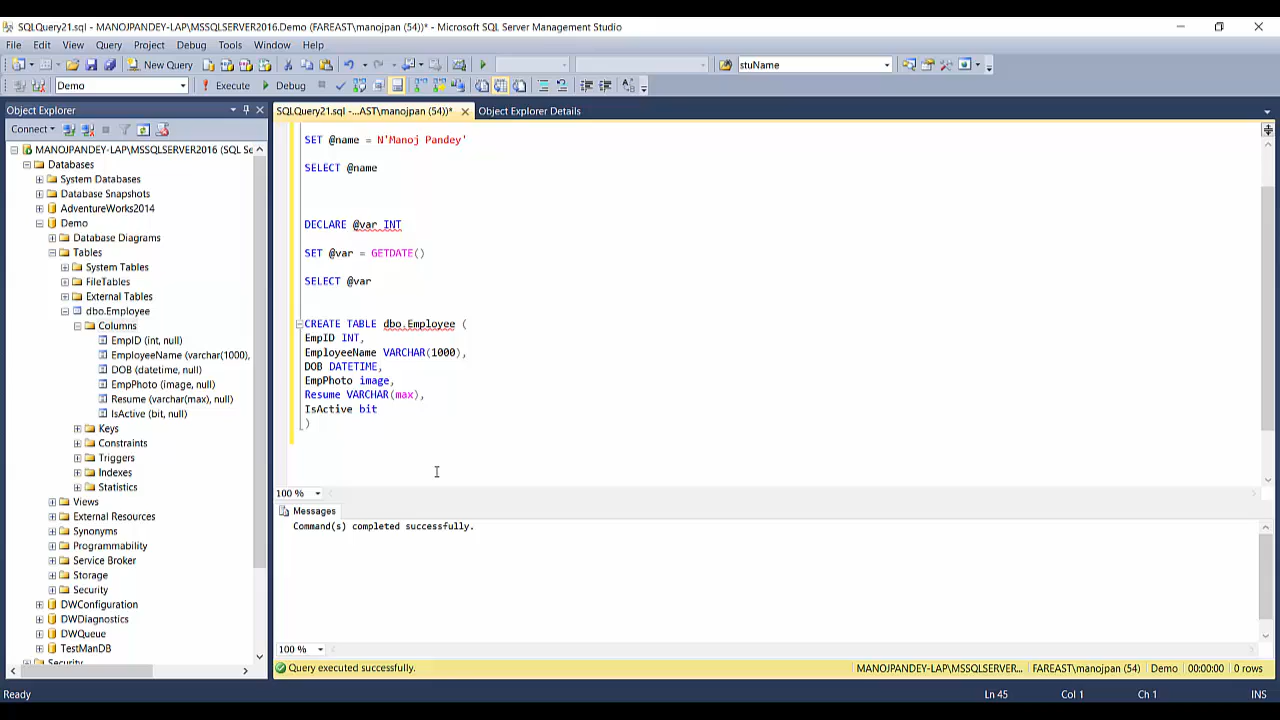 SQLQuery21.sql - MANOJPANDEY-LAP\MSSQLSERVER2016.Demo (FAREAST\manojpan (54))* - Microsoft SQL Server Management Studio
File Edit View Query Project Debug Tools Window Help
New Query stuName
Demo Execute Debug
Object Explorer
SQLQuery21.sql -...AST\manojpan (54))* Object Explorer Details
Connect
MANOJPANDEY-LAP\MSSQLSERVER2016 (SQL Se
Databases
System Databases
Database Snapshots
AdventureWorks2014
Demo
Database Diagrams
Tables
System Tables
FileTables
External Tables
dbo.Employee
Columns
EmpID (int, null)
EmployeeName (varchar(1000),
DOB (datetime, null)
EmpPhoto (image, null)
Resume (varchar(max), null)
IsActive (bit, null)
Keys
Constraints
Triggers
Indexes
Statistics
Views
External Resources
Synonyms
Programmability
Service Broker
Storage
Security
DWConfiguration
DWDiagnostics
DWQueue
TestManDB
Security
SET @name = N'Manoj Pandey'
SELECT @name
DECLARE @var INT
SET @var = GETDATE()
SELECT @var
CREATE TABLE dbo.Employee (
EmpID INT,
EmployeeName VARCHAR(1000),
DOB DATETIME,
EmpPhoto image,
Resume VARCHAR(max),
IsActive bit
)
100 %
Messages
Command(s) completed successfully.
100 %
Query executed successfully. MANOJPANDEY-LAP\MSSQLSERVER... FAREAST\manojpan (54) Demo 00:00:00 0 rows
Ready Ln 45 Col 1 Ch 1 INS